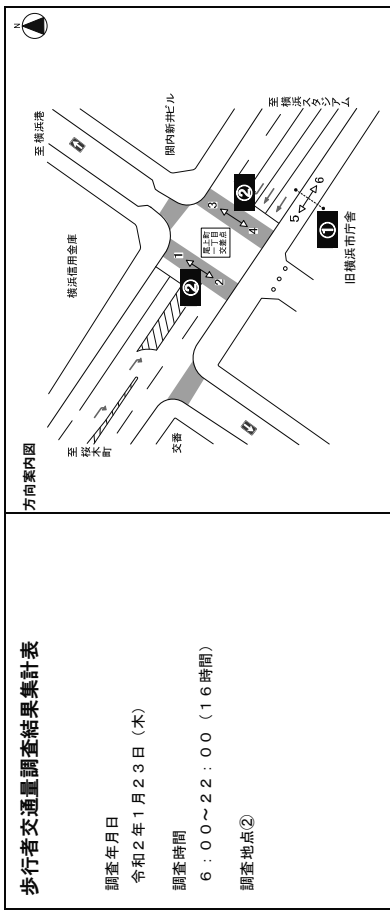 歩行者交通量調査結果集計表
調査年月日
令和2年1月23日（木）
調査時間
6：00～22：00（16時間）
調査地点②
方向案内図
N
至 横浜港
至
桜
木
町
至
横
浜
ス
タ
ジ
ア
ム
横浜信用金庫
関内新井ビル
交番
旧横浜市庁舎
尾上町
一丁目
交差点
②
②
①
1
2
3
4
5
6